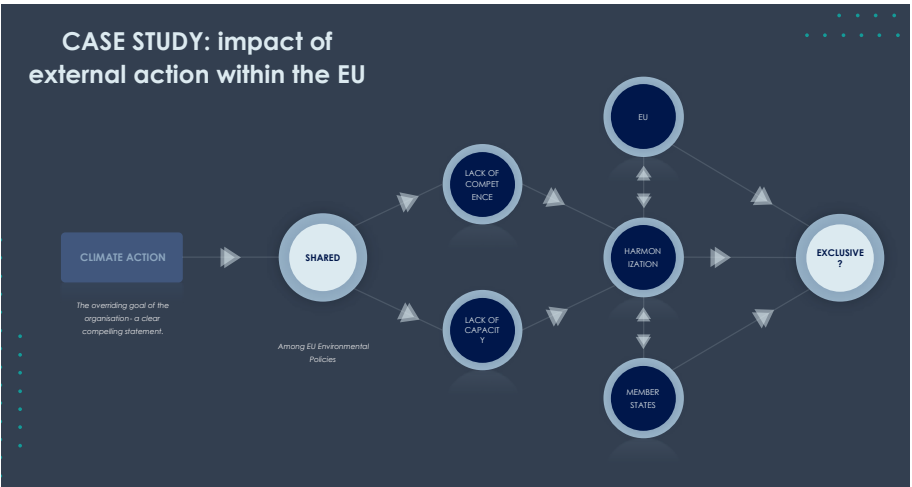 CASE STUDY: impact of
external action within the EU
CLIMATE ACTION
The overriding goal of the
organisation- a clear
compelling statement.
SHARED
Among EU Environmental
Policies
LACK OF
COMPET
ENCE
LACK OF
CAPACIT
Y
EU
HARMON
IZATION
MEMBER
STATES
EXCLUSIVE
?